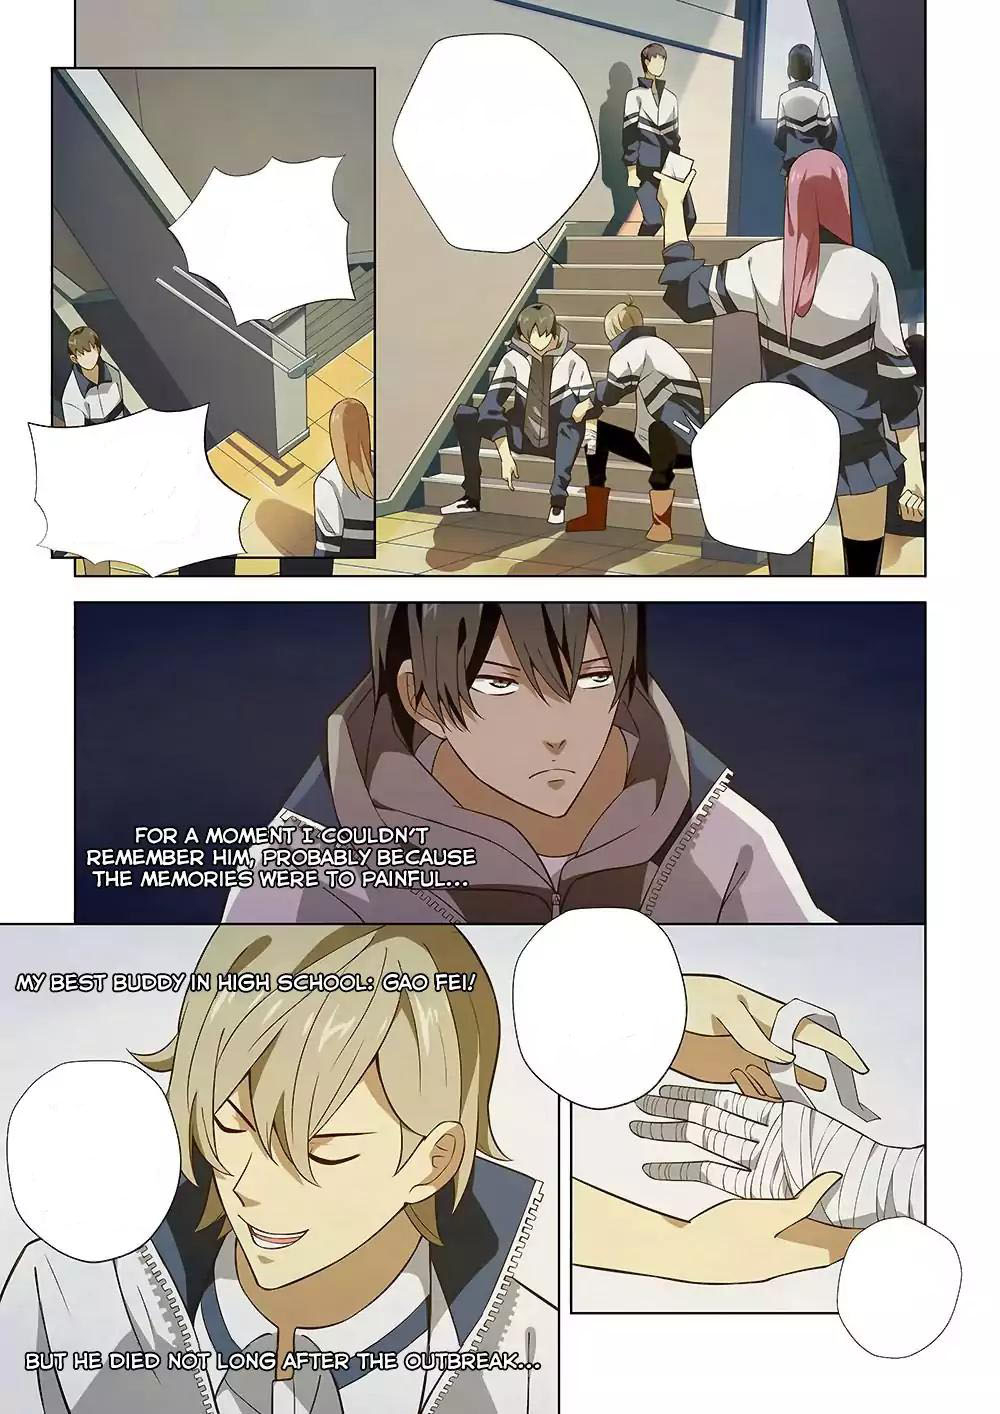 FOR A MOMENT I COULDN'T
REMEMBER HIM, PROBABLY BECAUSE
THE MEMORIES WERE TO PAINFUL...
MY BEST BUDDY IN HIGH SCHOOL: GAO FEI!
BUT HE DIED NOT LONG AFTER THE OUTBREAK...